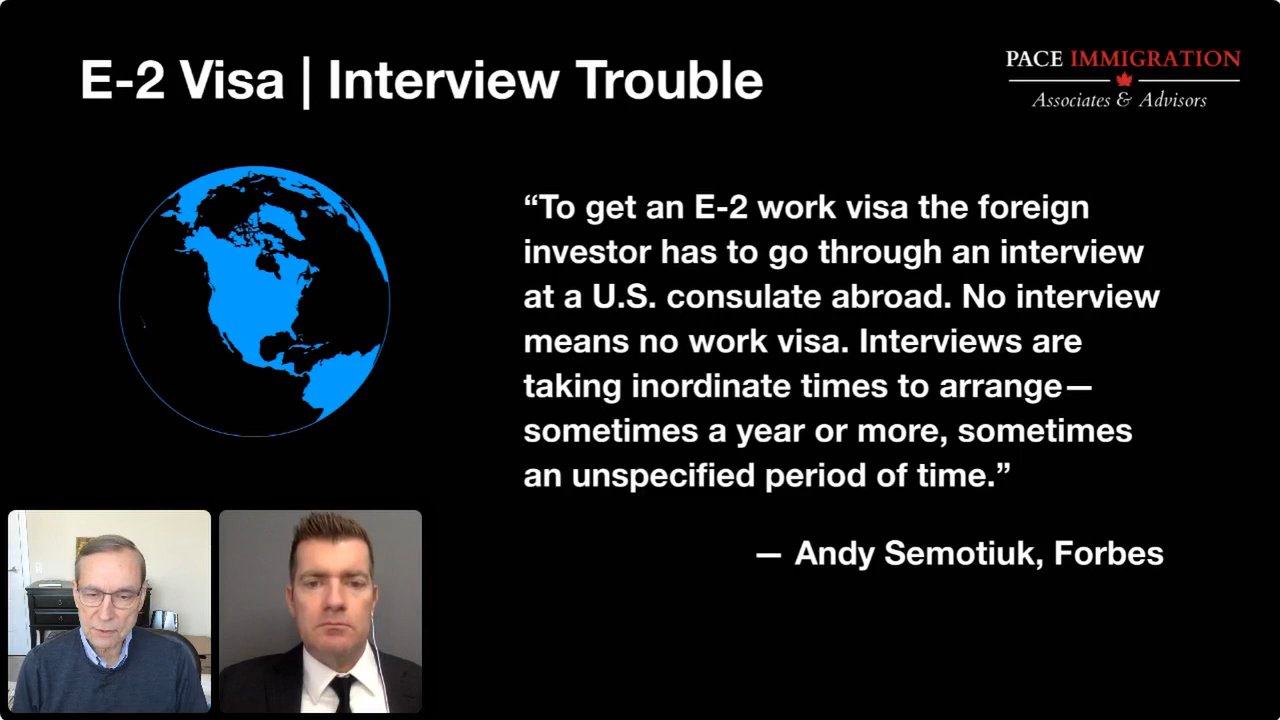 E-2 Visa | Interview Trouble
PACE IMMIGRATION
Associates & Advisors
“To get an E-2 work visa the foreign
investor has to go through an interview
at a U.S. consulate abroad. No interview
means no work visa. Interviews are
taking inordinate times to arrange—
sometimes a year or more, sometimes
an unspecified period of time.”
— Andy Semotiuk, Forbes